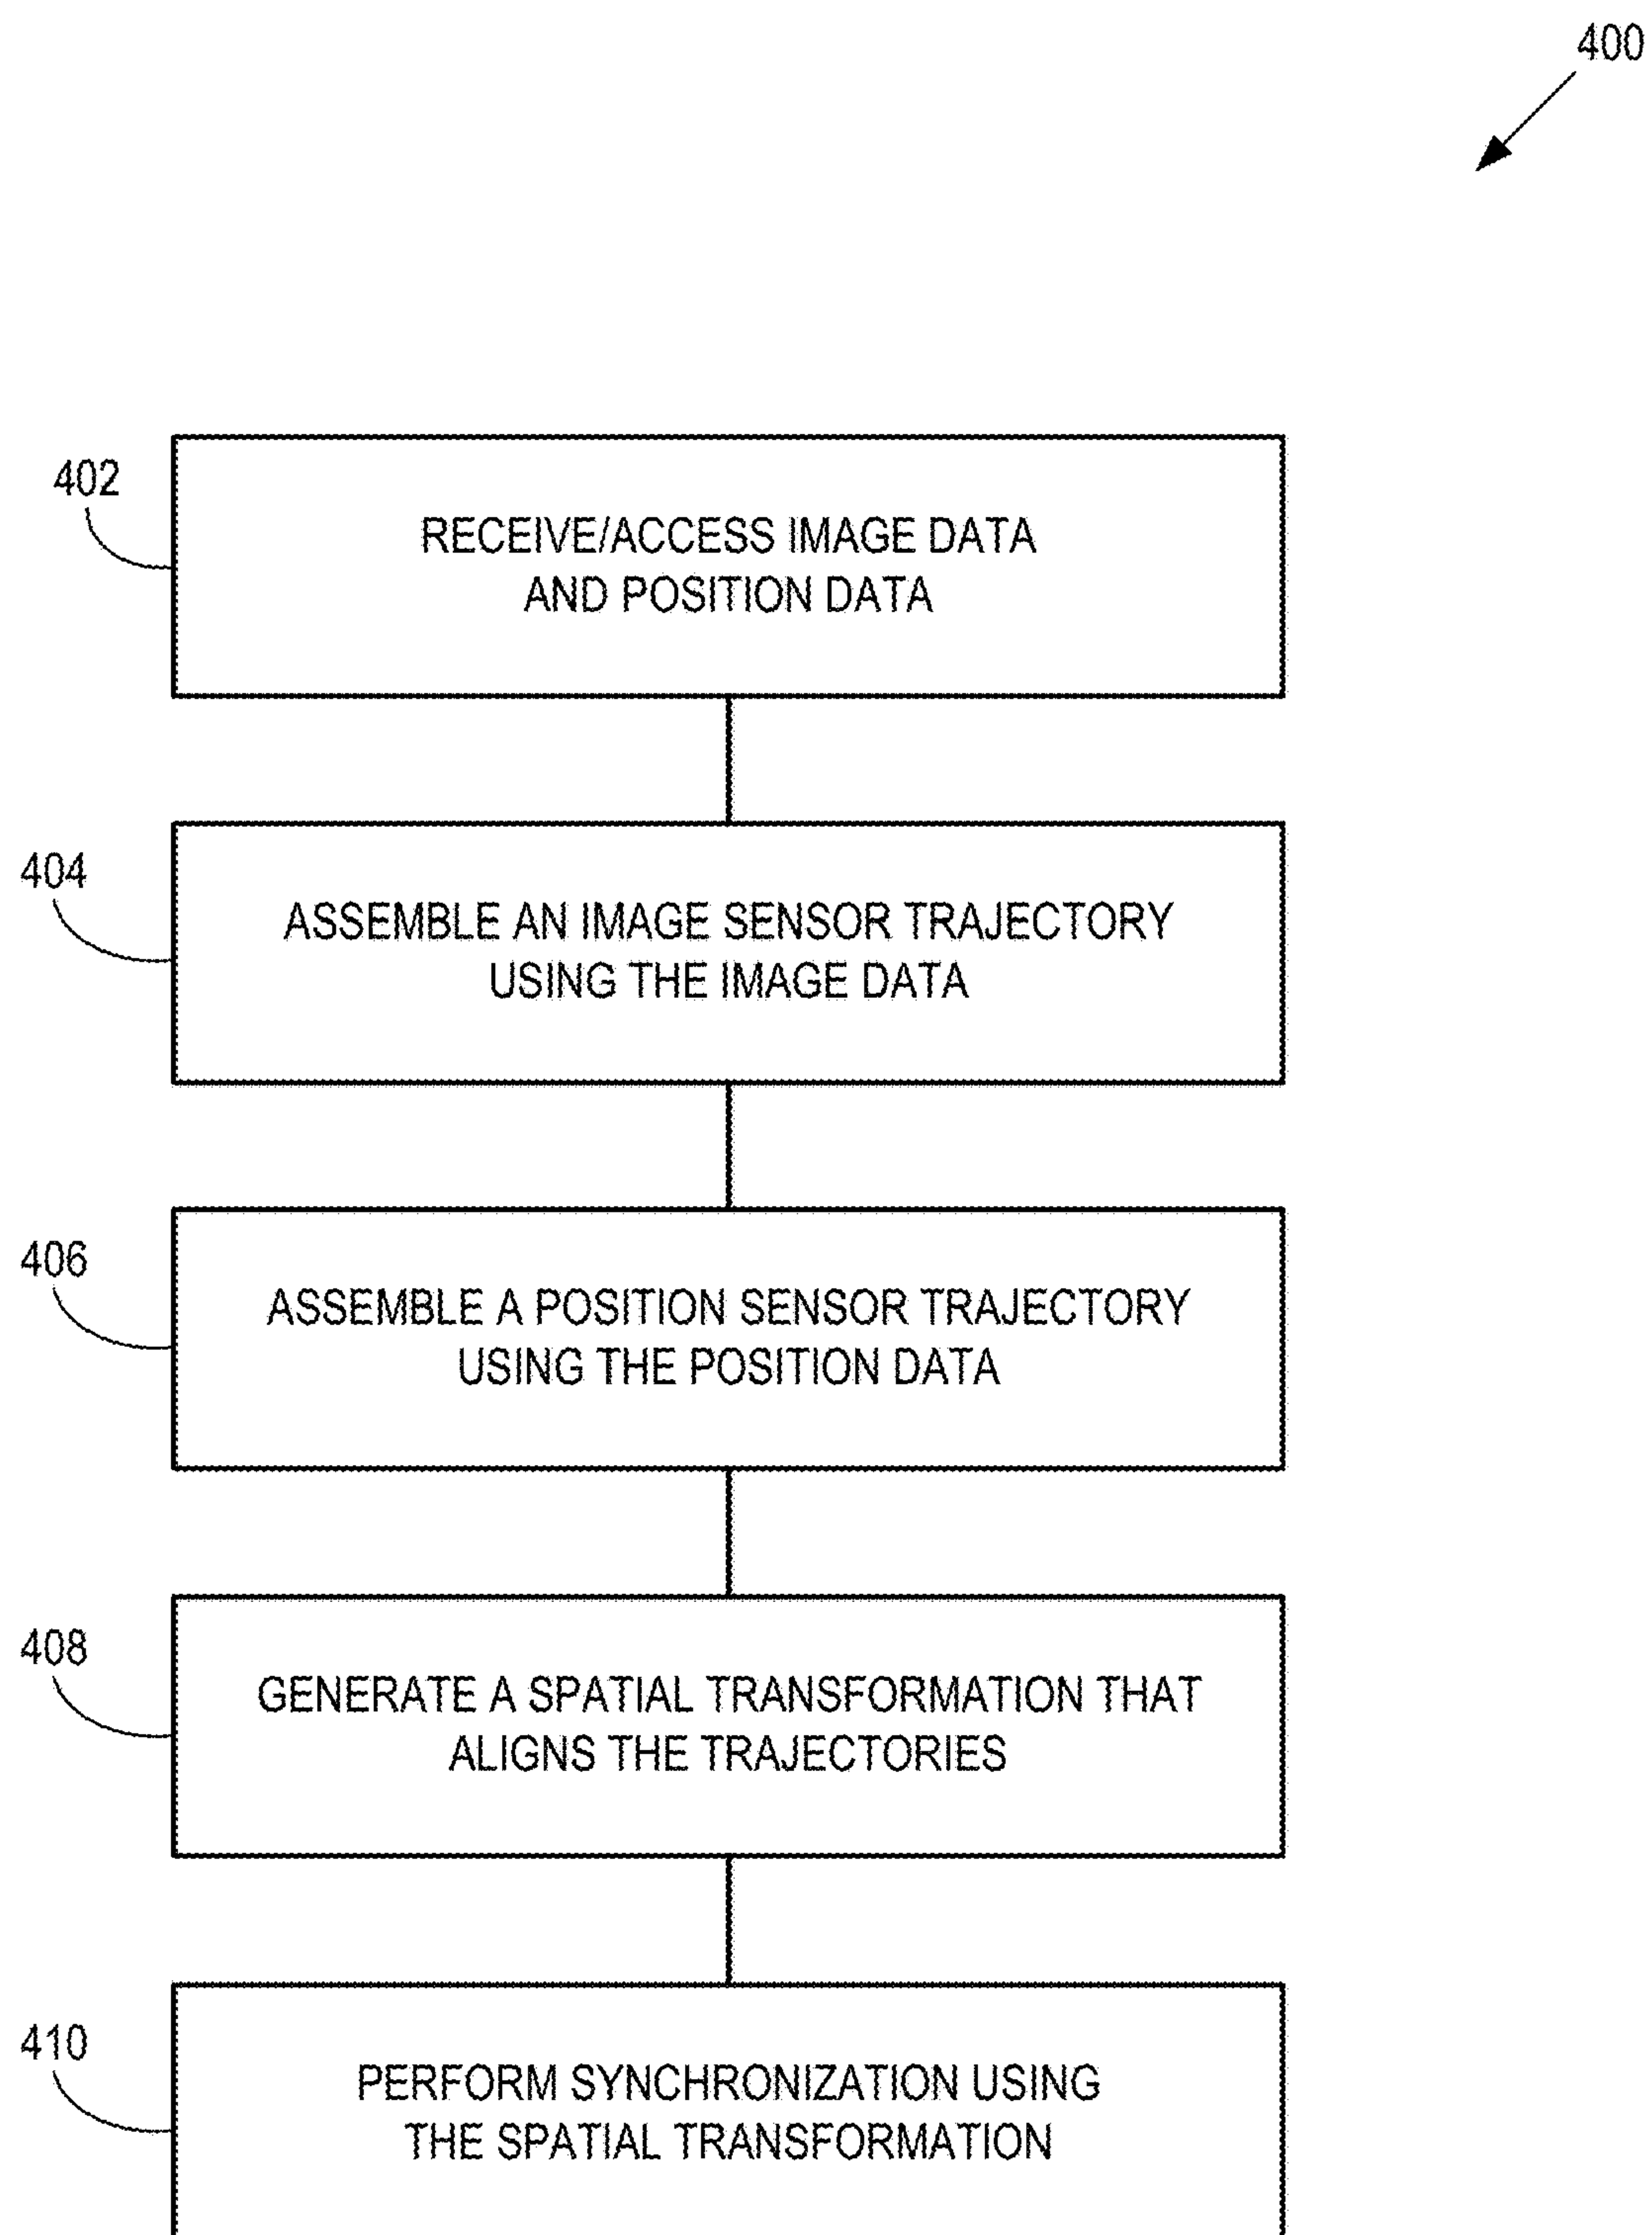 400
402
RECEIVE/ACCESS IMAGE DATA
AND POSITION DATA
404
ASSEMBLE AN IMAGE SENSOR TRAJECTORY
USING THE IMAGE DATA
406
ASSEMBLE A POSITION SENSOR TRAJECTORY
USING THE POSITION DATA
408
GENERATE A SPATIAL TRANSFORMATION THAT
ALIGNS THE TRAJECTORIES
410
PERFORM SYNCHRONIZATION USING
THE SPATIAL TRANSFORMATION